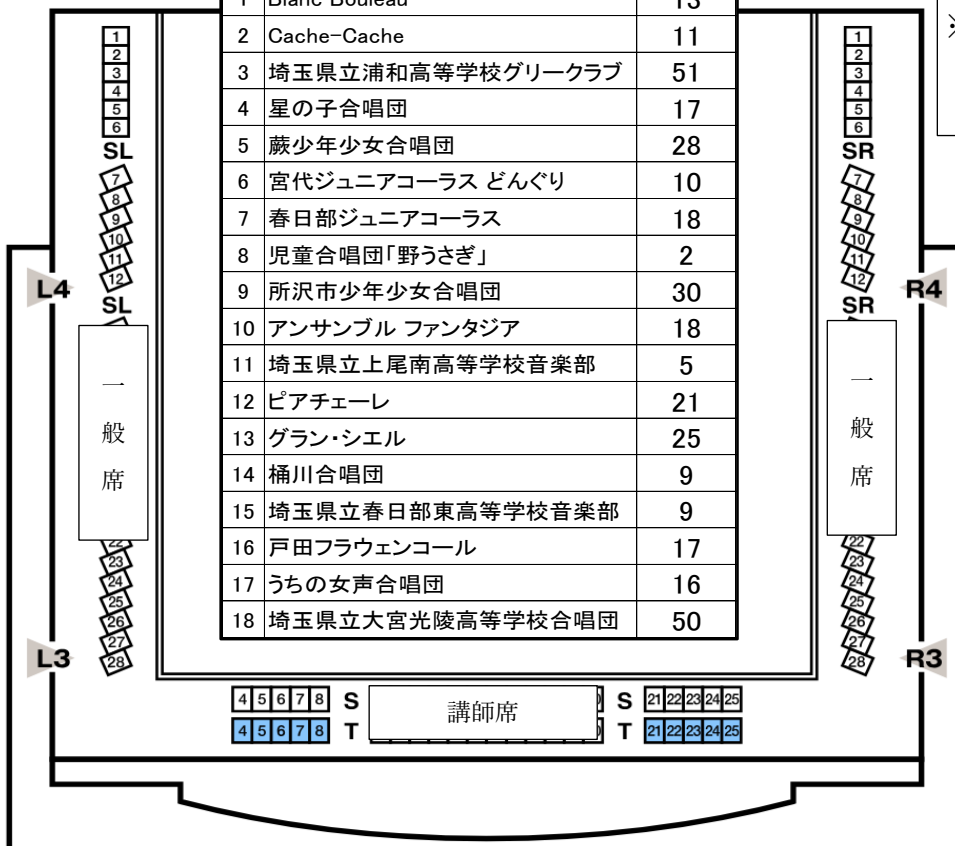 1 Blanc Bouleau 13
2 Cache-Cache 11
3 埼玉県立浦和高等学校グリークラブ 51
4 星の子合唱団 17
5 蕨少年少女合唱団 28
6 宮代ジュニアコーラス どんぐり 10
7 春日部ジュニアコーラス 18
8 児童合唱団「野うさぎ」 2
9 所沢市少年少女合唱団 30
10 アンサンブル ファンタジア 18
11 埼玉県立上尾南高等学校音楽部 5
12 ピアチェーレ 21
13 グラン・シエル 25
14 桶川合唱団 9
15 埼玉県立春日部東高等学校音楽部 9
16 戸田フラウェンコール 17
17 うちの女声合唱団 16
18 埼玉県立大宮光陵高等学校合唱団 50
1
2
3
4
5
6
SL
7
8
9
10
11
12
SL
L4
一般席
22
23
24
25
26
27
28
L3
※
1
2
3
4
5
6
SR
7
8
9
10
11
12
SR
R4
一般席
22
23
24
25
26
27
28
R3
4 5 6 7 8 S 講師席 S 21 22 23 24 25
4 5 6 7 8 T T 21 22 23 24 25